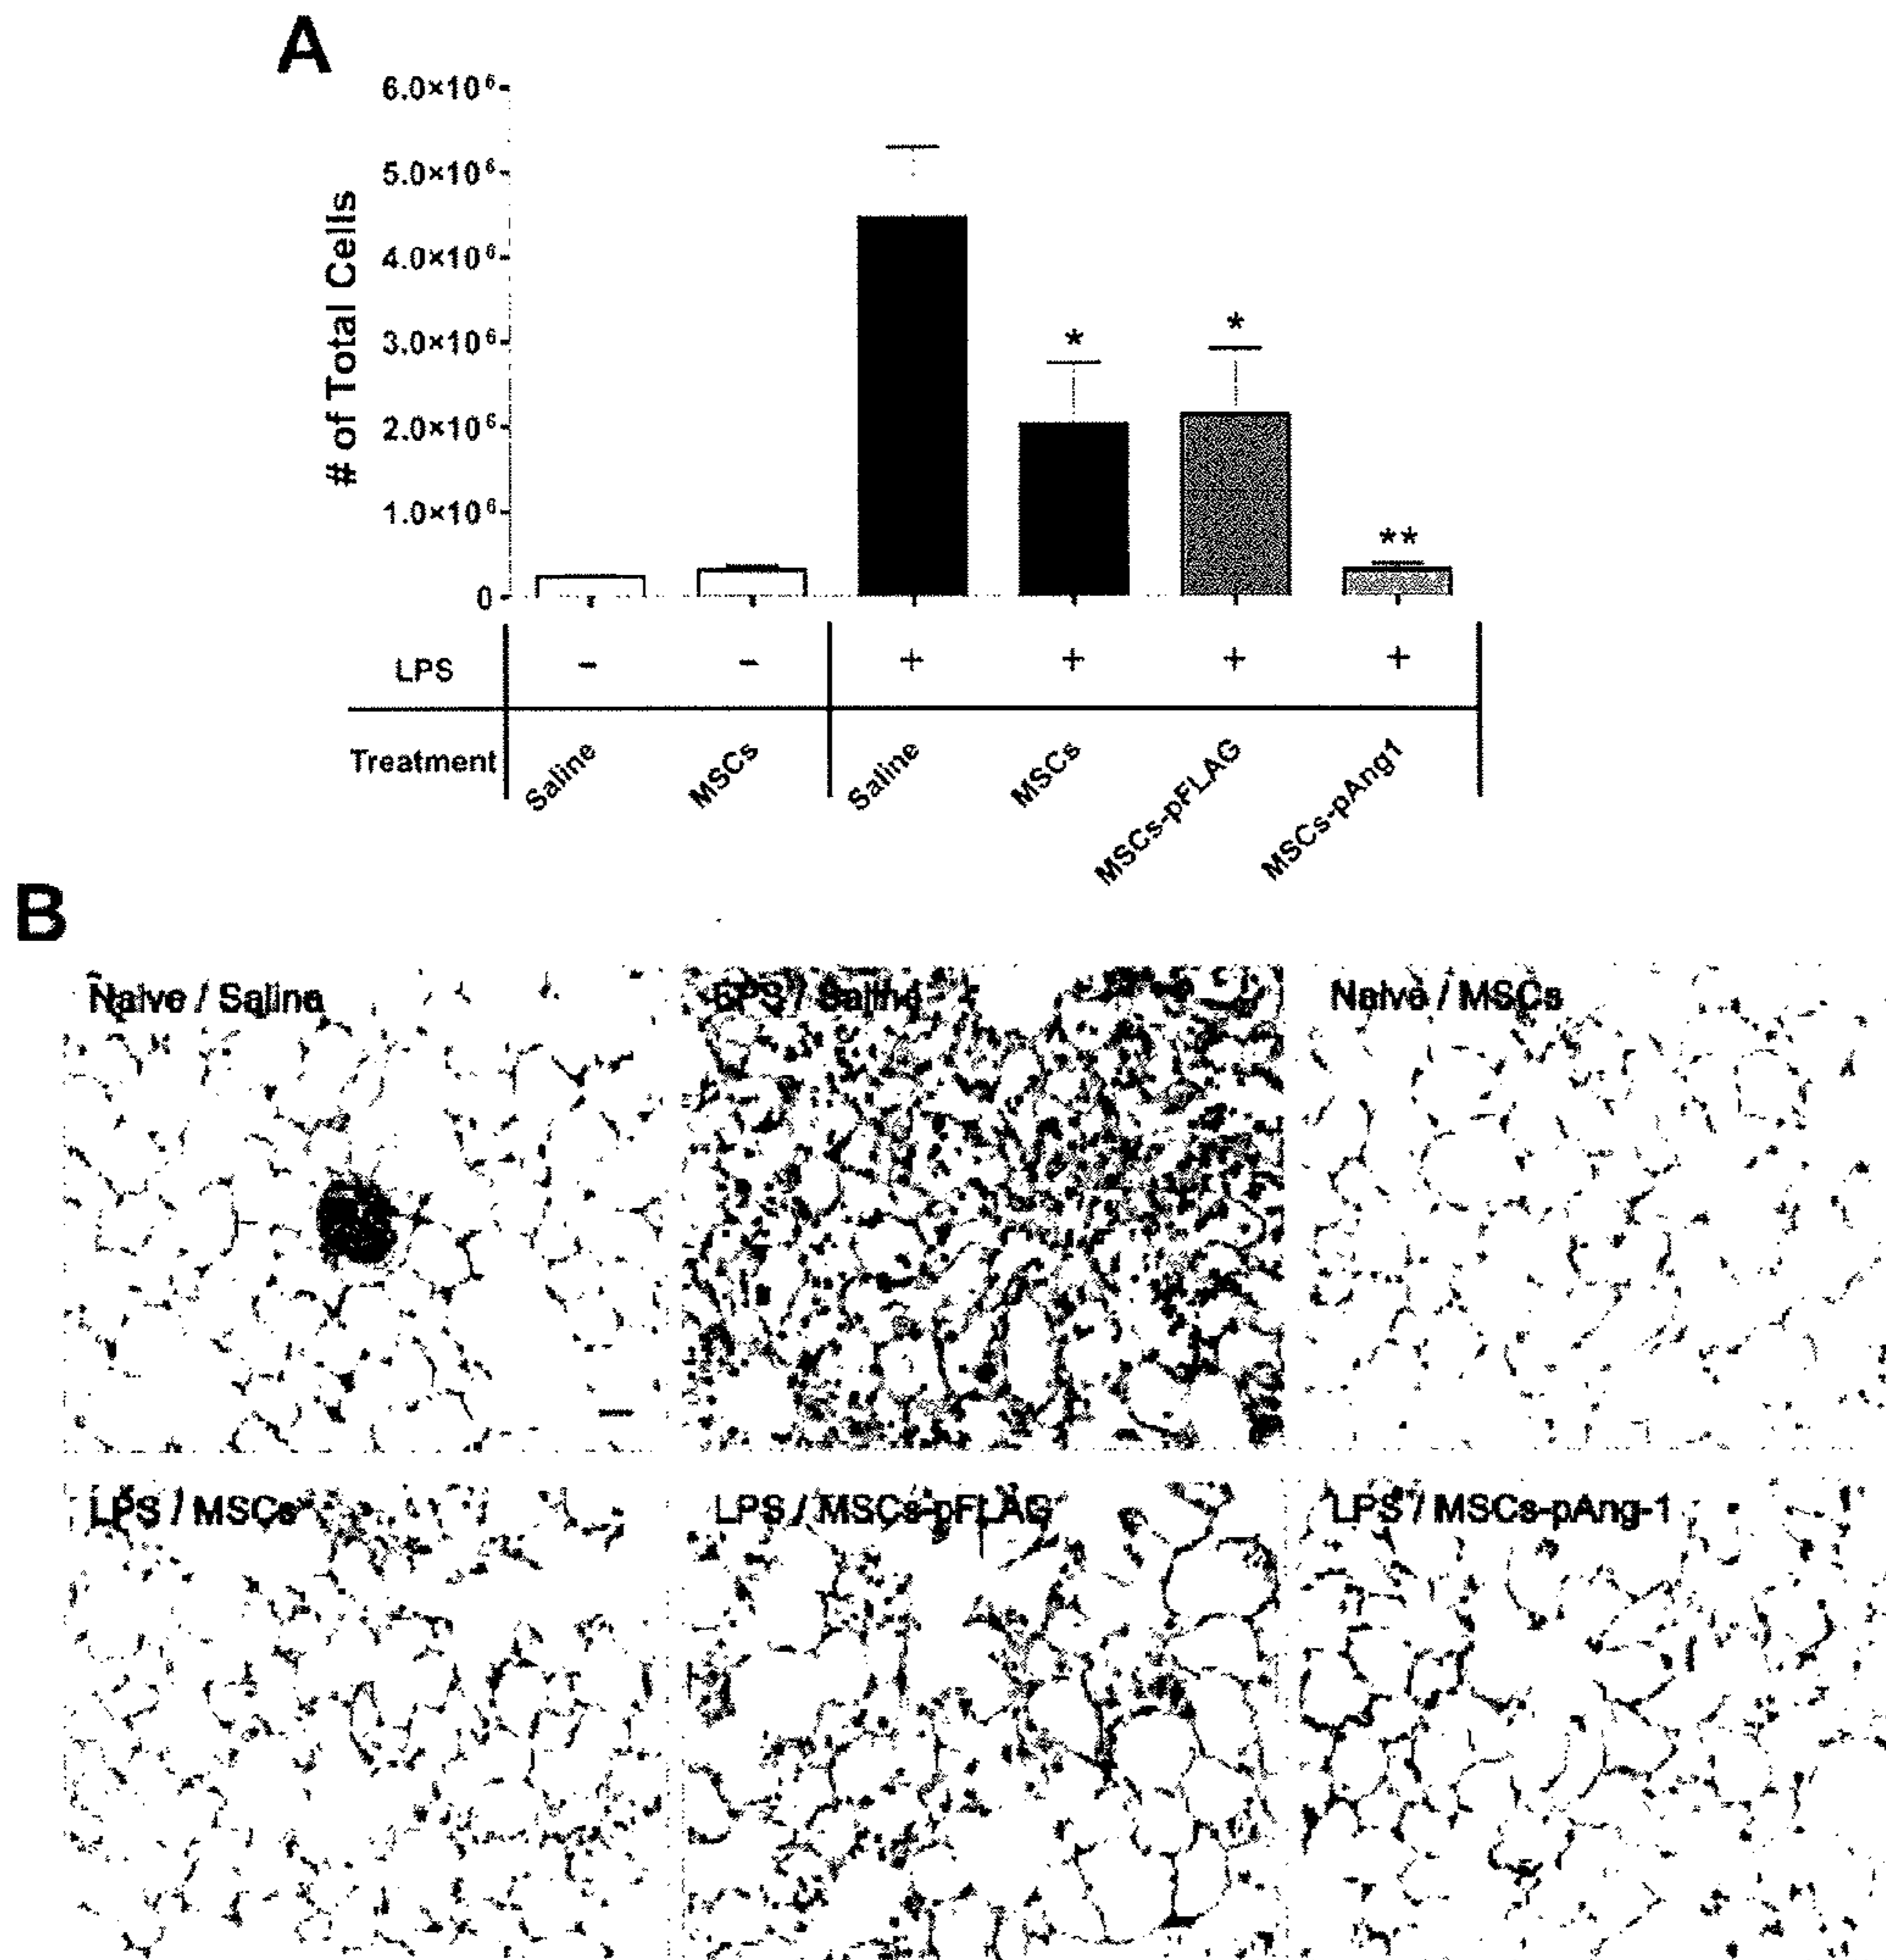 A
6.0×10⁶
5.0×10⁶
4.0×10⁶
3.0×10⁶
2.0×10⁶
1.0×10⁶
0
# of Total Cells
*
*
**
LPS − − + + + +
Treatment Saline MSCs Saline MSCs MSCs-pFLAG MSCs-pAng1
B
Naive / Saline LPS / Saline Naive / MSCs
LPS / MSCs LPS / MSCs-pFLAG LPS / MSCs-pAng-1